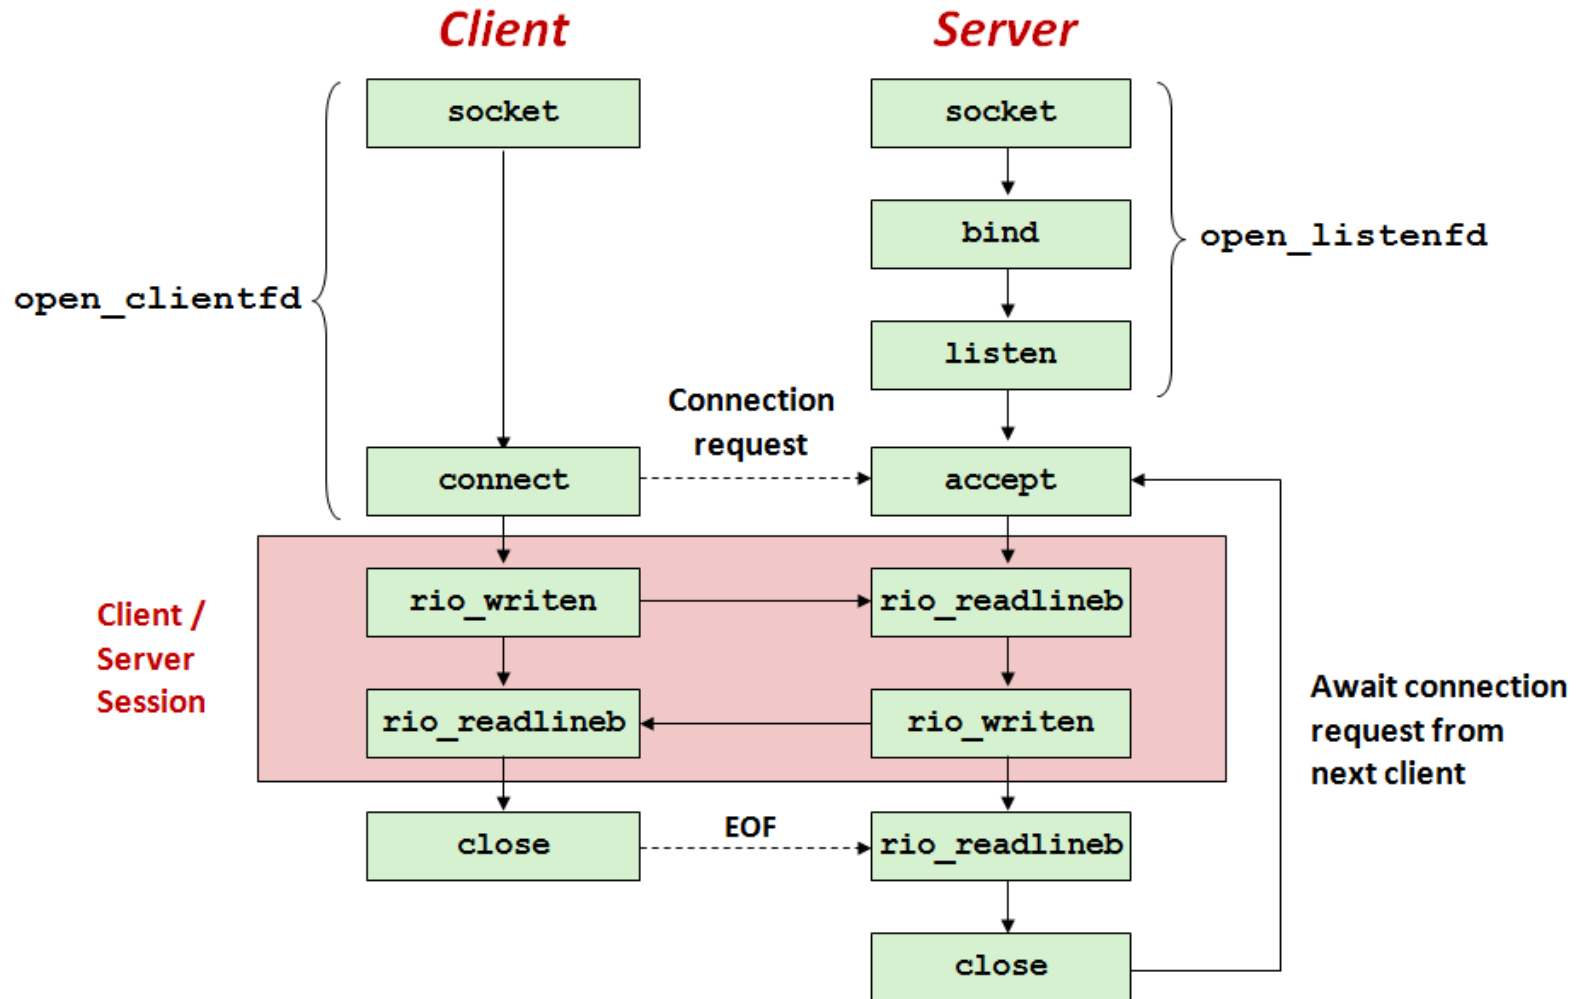 Client
Server
socket
socket
bind
open_listenfd
open_clientfd
listen
Connection
request
connect
accept
Client /
Server
Session
rio_writen
rio_readlineb
rio_readlineb
rio_writen
Await connection
request from
next client
close
EOF
rio_readlineb
close